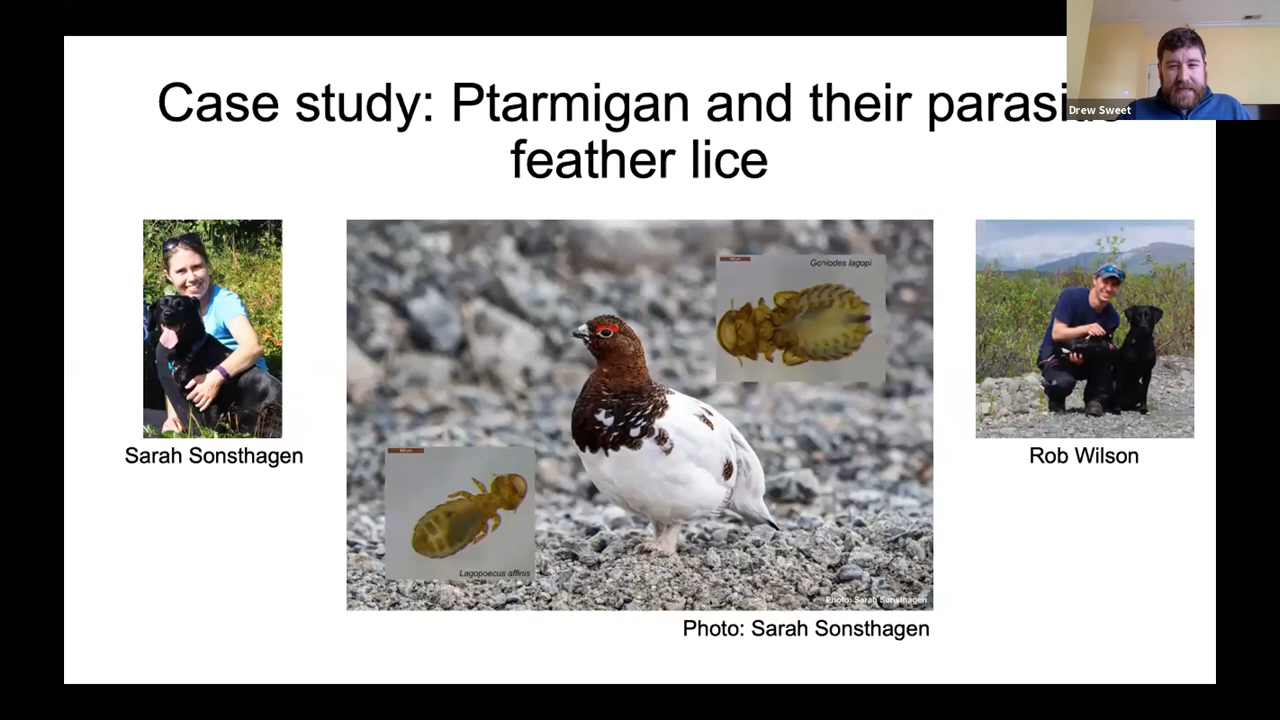 Case study: Ptarmigan and their parasi
feather lice
Drew Sweet
Goniodes lagopi
Lagopoecus affinis
Photo: Sarah Sonsthagen
Sarah Sonsthagen
Rob Wilson
Photo: Sarah Sonsthagen